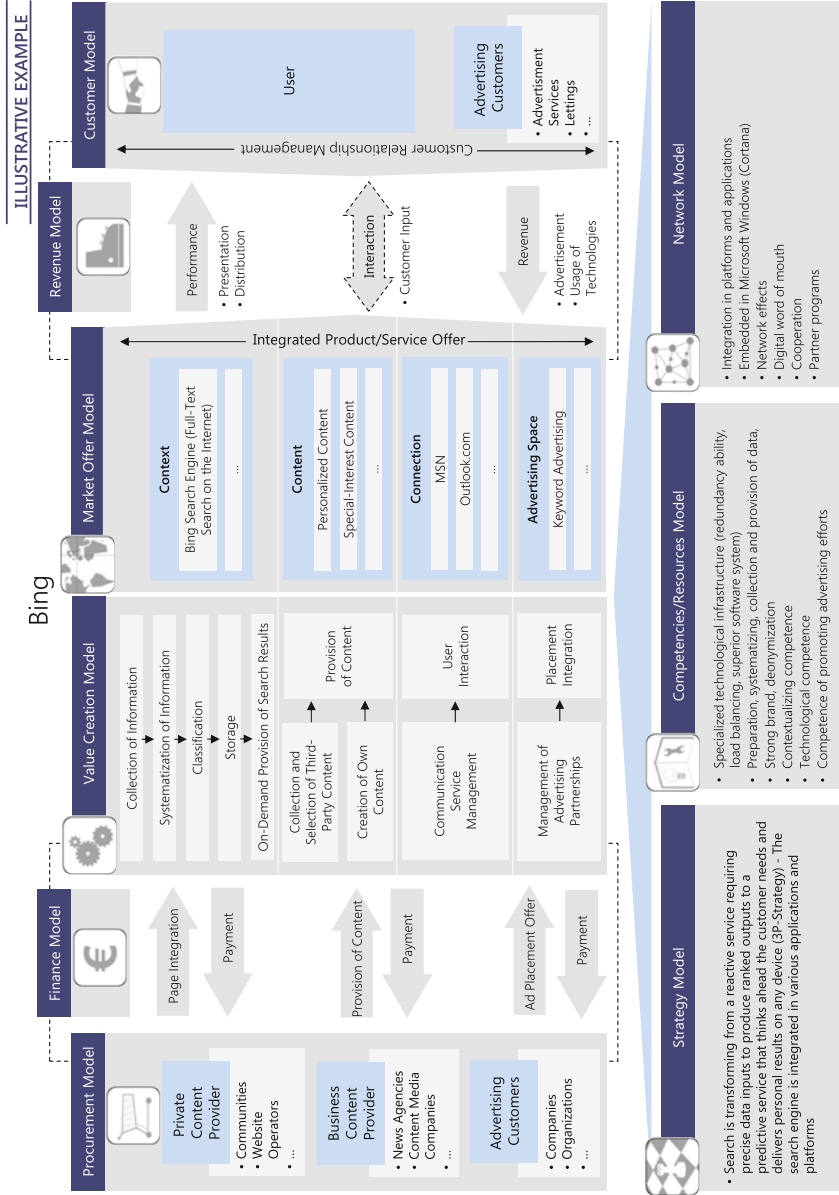 ILLUSTRATIVE EXAMPLE
Bing
Procurement Model
Private
Content
Provider
• Communities
• Website
Operators
• ...
Business
Content
Provider
• News Agencies
• Content Media
Companies
• ...
Advertising
Customers
• Companies
• Organizations
• ...
Finance Model
€
Page Integration
Payment
Provision of Content
Payment
Ad Placement Offer
Payment
Value Creation Model
Collection of Information
Systematization of Information
Classification
Storage
On-Demand Provision of Search Results
Collection and
Selection of Third-
Party Content
Creation of Own
Content
Provision
of Content
Communication
Service
Management
User
Interaction
Management of
Advertising
Partnerships
Placement
Integration
Market Offer Model
Context
Bing Search Engine (Full-Text
Search on the Internet)
...
Content
Personalized Content
Special-Interest Content
...
Connection
MSN
Outlook.com
...
Advertising Space
Keyword Advertising
...
Integrated Product/Service Offer
Revenue Model
Performance
• Presentation
• Distribution
Interaction
• Customer Input
Revenue
• Advertisement
• Usage of
Technologies
Customer Model
Customer Relationship Management
User
Advertising
Customers
• Advertisment
Services
• Lettings
• ...
Strategy Model
• Search is transforming from a reactive service requiring
precise data inputs to produce ranked outputs to a
predictive service that thinks ahead the customer needs and
delivers personal results on any device (3P-Strategy) - The
search engine is integrated in various applications and
platforms
Competencies/Resources Model
• Specialized technological infrastructure (redundancy ability,
load balancing, superior software system)
• Preparation, systematizing, collection and provision of data,
• Strong brand, deonymization
• Contextualizing competence
• Technological competence
• Competence of promoting advertising efforts
Network Model
• Integration in platforms and applications
• Embedded in Microsoft Windows (Cortana)
• Network effects
• Digital word of mouth
• Cooperation
• Partner programs